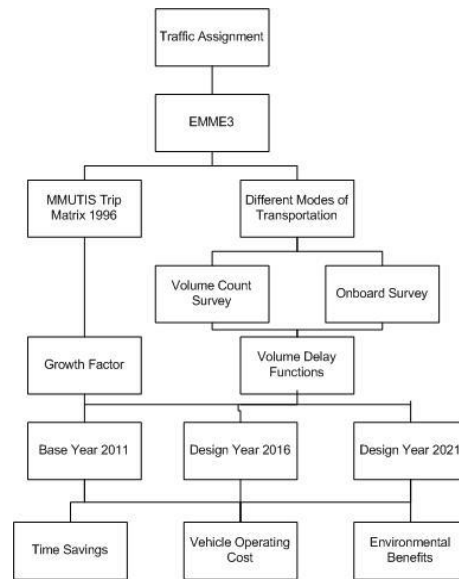 Traffic Assignment
EMME3
MMUTIS Trip
Matrix 1996
Different Modes of
Transportation
Volume Count
Survey
Onboard Survey
Growth Factor
Volume Delay
Functions
Base Year 2011
Design Year 2016
Design Year 2021
Time Savings
Vehicle Operating
Cost
Environmental
Benefits